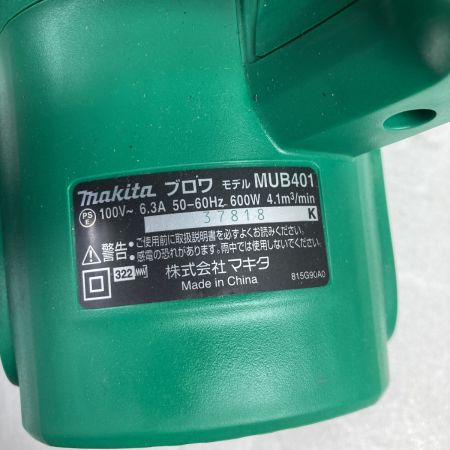 makita ブロワ モデル MUB401
PSE 100V~ 6.3A 50-60Hz 600W 4.1m³/min
37818 K
警告 • ご使用前に取扱説明書を必ずよくお読みください。
• 感電の恐れがあります。雨中では使用しないでください。
322 MM
株式会社マキタ 815G90A0
Made in China